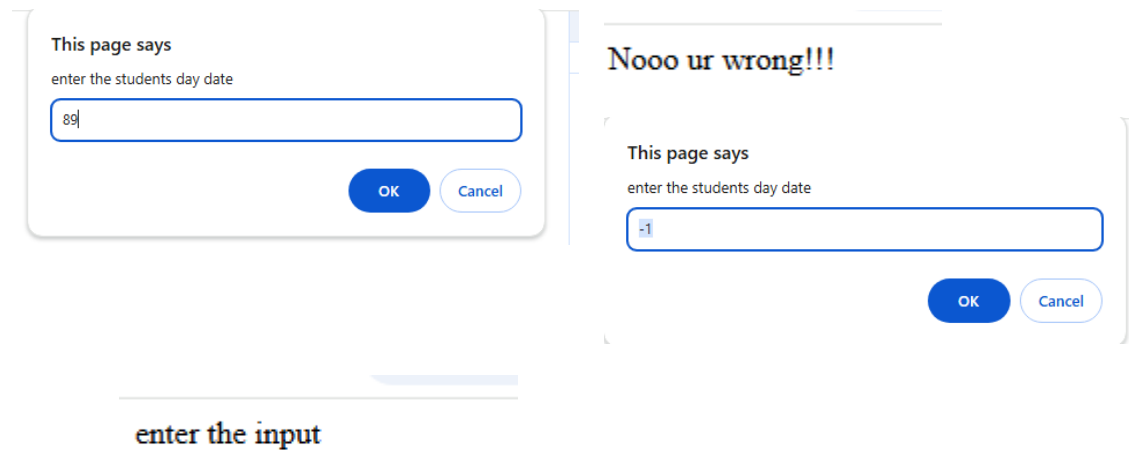 This page says
enter the students day date
89
OK Cancel
Nooo ur wrong!!!
This page says
enter the students day date
-1
OK Cancel
enter the input